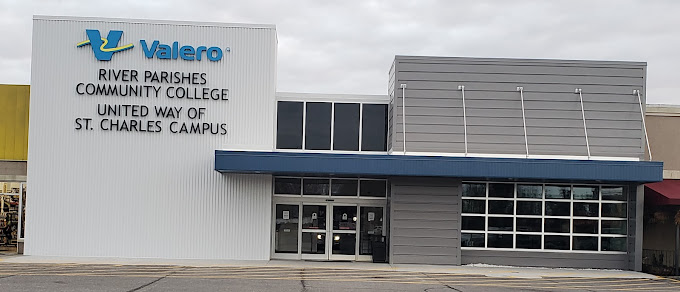 Valero
RIVER PARISHES
COMMUNITY COLLEGE
UNITED WAY OF
ST. CHARLES CAMPUS